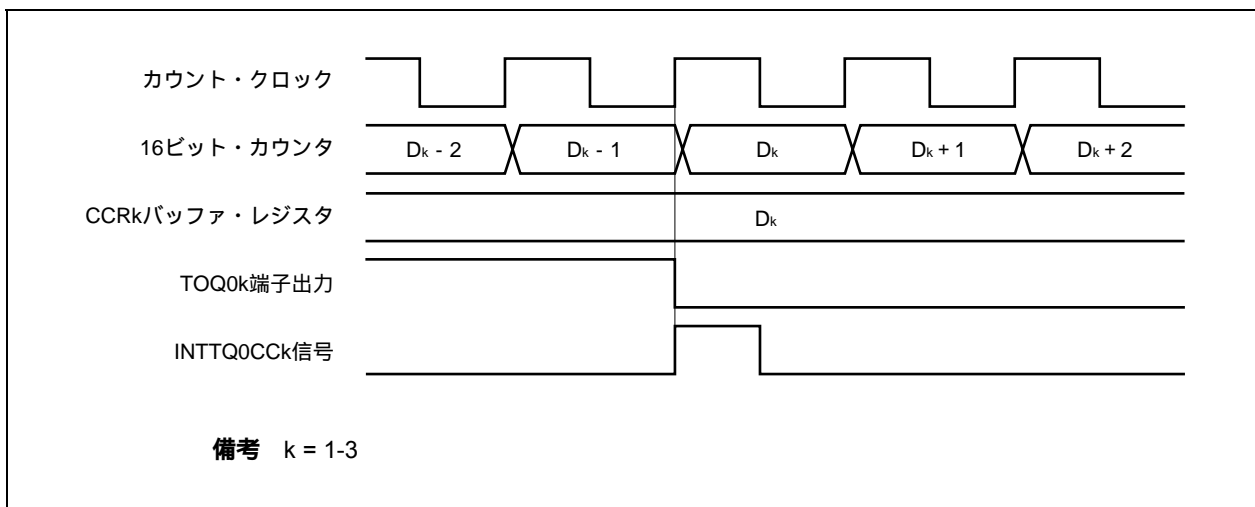 カウント・クロック
16ビット・カウンタ Dk - 2 Dk - 1 Dk Dk + 1 Dk + 2
CCRkバッファ・レジスタ Dk
TOQ0k端子出力
INTTQ0CCk信号
備考 k = 1-3